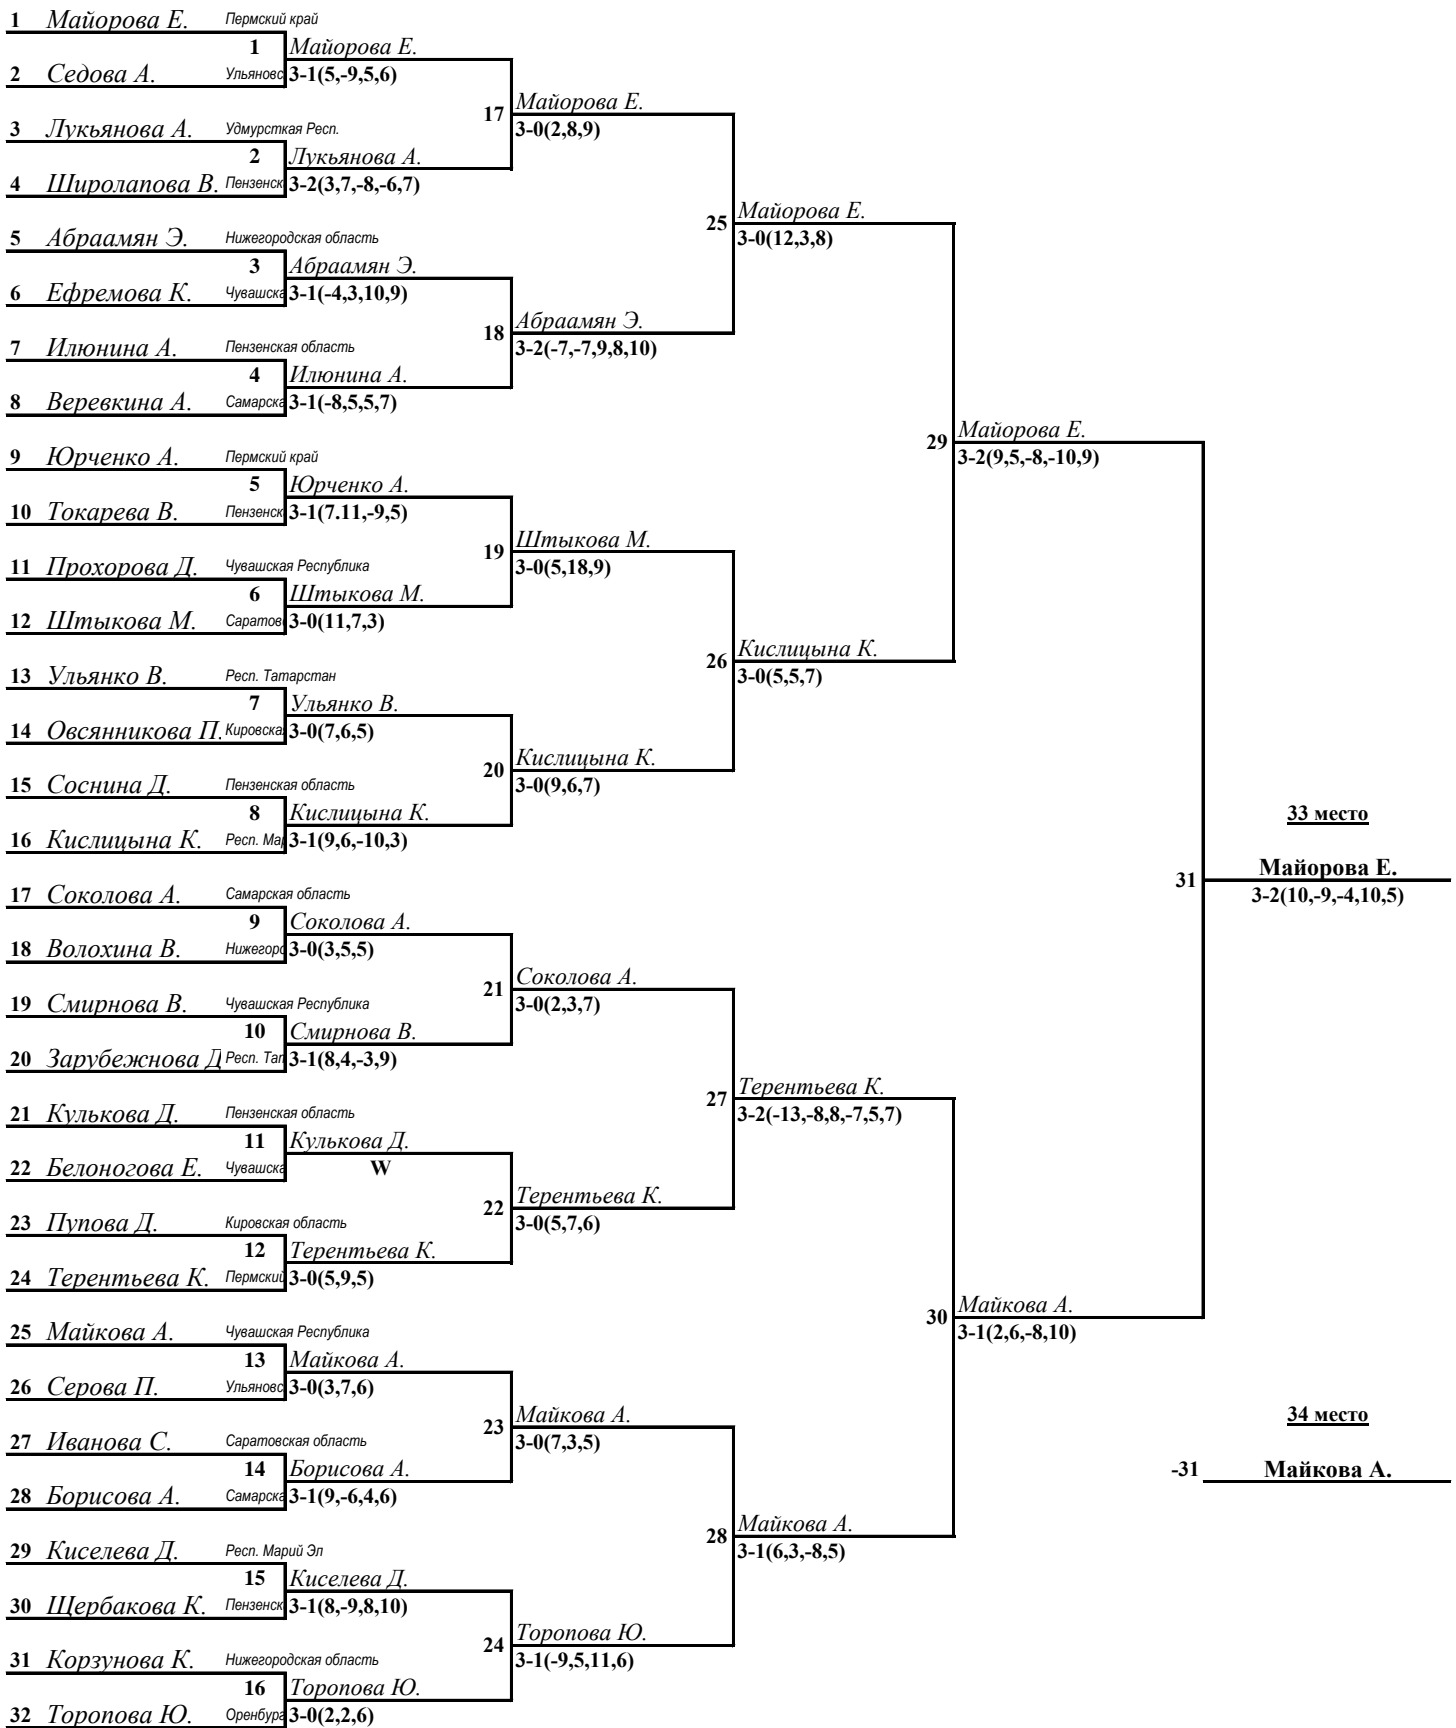 1 Майорова Е. Пермский край
1 Майорова Е.
2 Седова А. Ульяновс 3-1(5,-9,5,6)
17 Майорова Е.
3-0(2,8,9)
3 Лукьянова А. Удмурсткая Респ.
2 Лукьянова А.
4 Широлапова В. Пензенск 3-2(3,7,-8,-6,7)
25 Майорова Е.
3-0(12,3,8)
5 Абраамян Э. Нижегородская область
3 Абраамян Э.
6 Ефремова К. Чувашска 3-1(-4,3,10,9)
18 Абраамян Э.
3-2(-7,-7,9,8,10)
7 Илюнина А. Пензенская область
4 Илюнина А.
8 Веревкина А. Самарска 3-1(-8,5,5,7)
29 Майорова Е.
3-2(9,5,-8,-10,9)
9 Юрченко А. Пермский край
5 Юрченко А.
10 Токарева В. Пензенск 3-1(7.11,-9,5)
19 Штыкова М.
3-0(5,18,9)
11 Прохорова Д. Чувашская Республика
6 Штыкова М.
12 Штыкова М. Саратов 3-0(11,7,3)
26 Кислицына К.
3-0(5,5,7)
13 Ульянко В. Респ. Татарстан
7 Ульянко В.
14 Овсянникова П. Кировска 3-0(7,6,5)
20 Кислицына К.
3-0(9,6,7)
15 Соснина Д. Пензенская область
8 Кислицына К.
16 Кислицына К. Респ. Мар 3-1(9,6,-10,3)
33 место
31 Майорова Е.
3-2(10,-9,-4,10,5)
17 Соколова А. Самарская область
9 Соколова А.
18 Волохина В. Нижегоро 3-0(3,5,5)
21 Соколова А.
3-0(2,3,7)
19 Смирнова В. Чувашская Республика
10 Смирнова В.
20 Зарубежнова Д Респ. Тат 3-1(8,4,-3,9)
27 Терентьева К.
3-2(-13,-8,8,-7,5,7)
21 Кулькова Д. Пензенская область
11 Кулькова Д.
22 Белоногова Е. Чувашска W
22 Терентьева К.
3-0(5,7,6)
23 Пупова Д. Кировская область
12 Терентьева К.
24 Терентьева К. Пермский 3-0(5,9,5)
30 Майкова А.
3-1(2,6,-8,10)
25 Майкова А. Чувашская Республика
13 Майкова А.
26 Серова П. Ульяновс 3-0(3,7,6)
23 Майкова А.
3-0(7,3,5)
34 место
27 Иванова С. Саратовская область
14 Борисова А.
-31 Майкова А.
28 Борисова А. Самарска 3-1(9,-6,4,6)
28 Майкова А.
3-1(6,3,-8,5)
29 Киселева Д. Респ. Марий Эл
15 Киселева Д.
30 Щербакова К. Пензенск 3-1(8,-9,8,10)
24 Торопова Ю.
3-1(-9,5,11,6)
31 Корзунова К. Нижегородская область
16 Торопова Ю.
32 Торопова Ю. Оренбург 3-0(2,2,6)